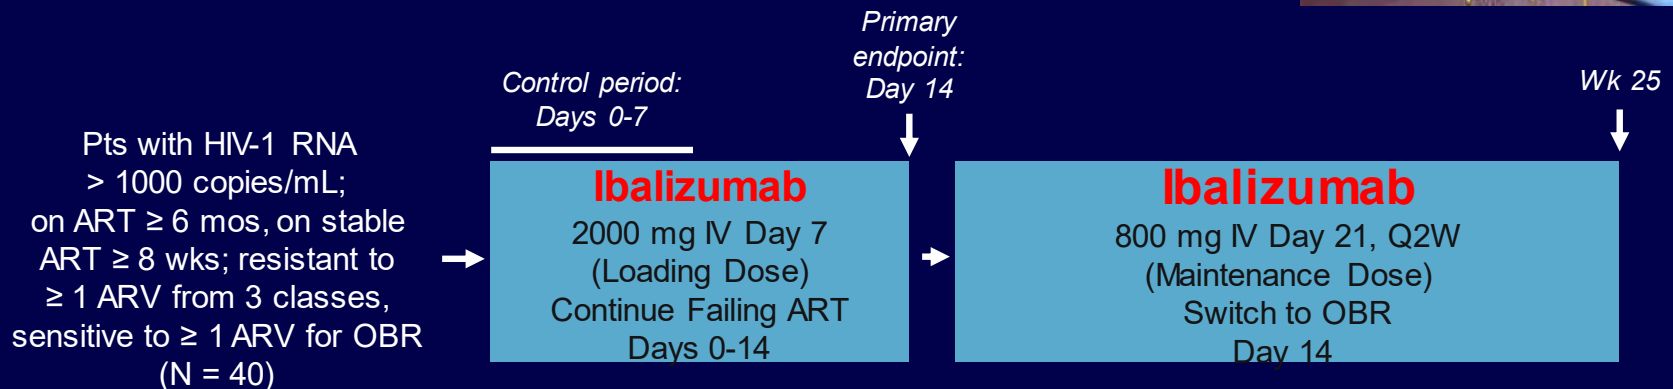 Pts with HIV-1 RNA
> 1000 copies/mL;
on ART ≥ 6 mos, on stable
ART ≥ 8 wks; resistant to
≥ 1 ARV from 3 classes,
sensitive to ≥ 1 ARV for OBR
(N = 40)
Control period:
Days 0-7
Ibalizumab
2000 mg IV Day 7
(Loading Dose)
Continue Failing ART
Days 0-14
Primary
endpoint:
Day 14
Ibalizumab
800 mg IV Day 21, Q2W
(Maintenance Dose)
Switch to OBR
Day 14
Wk 25